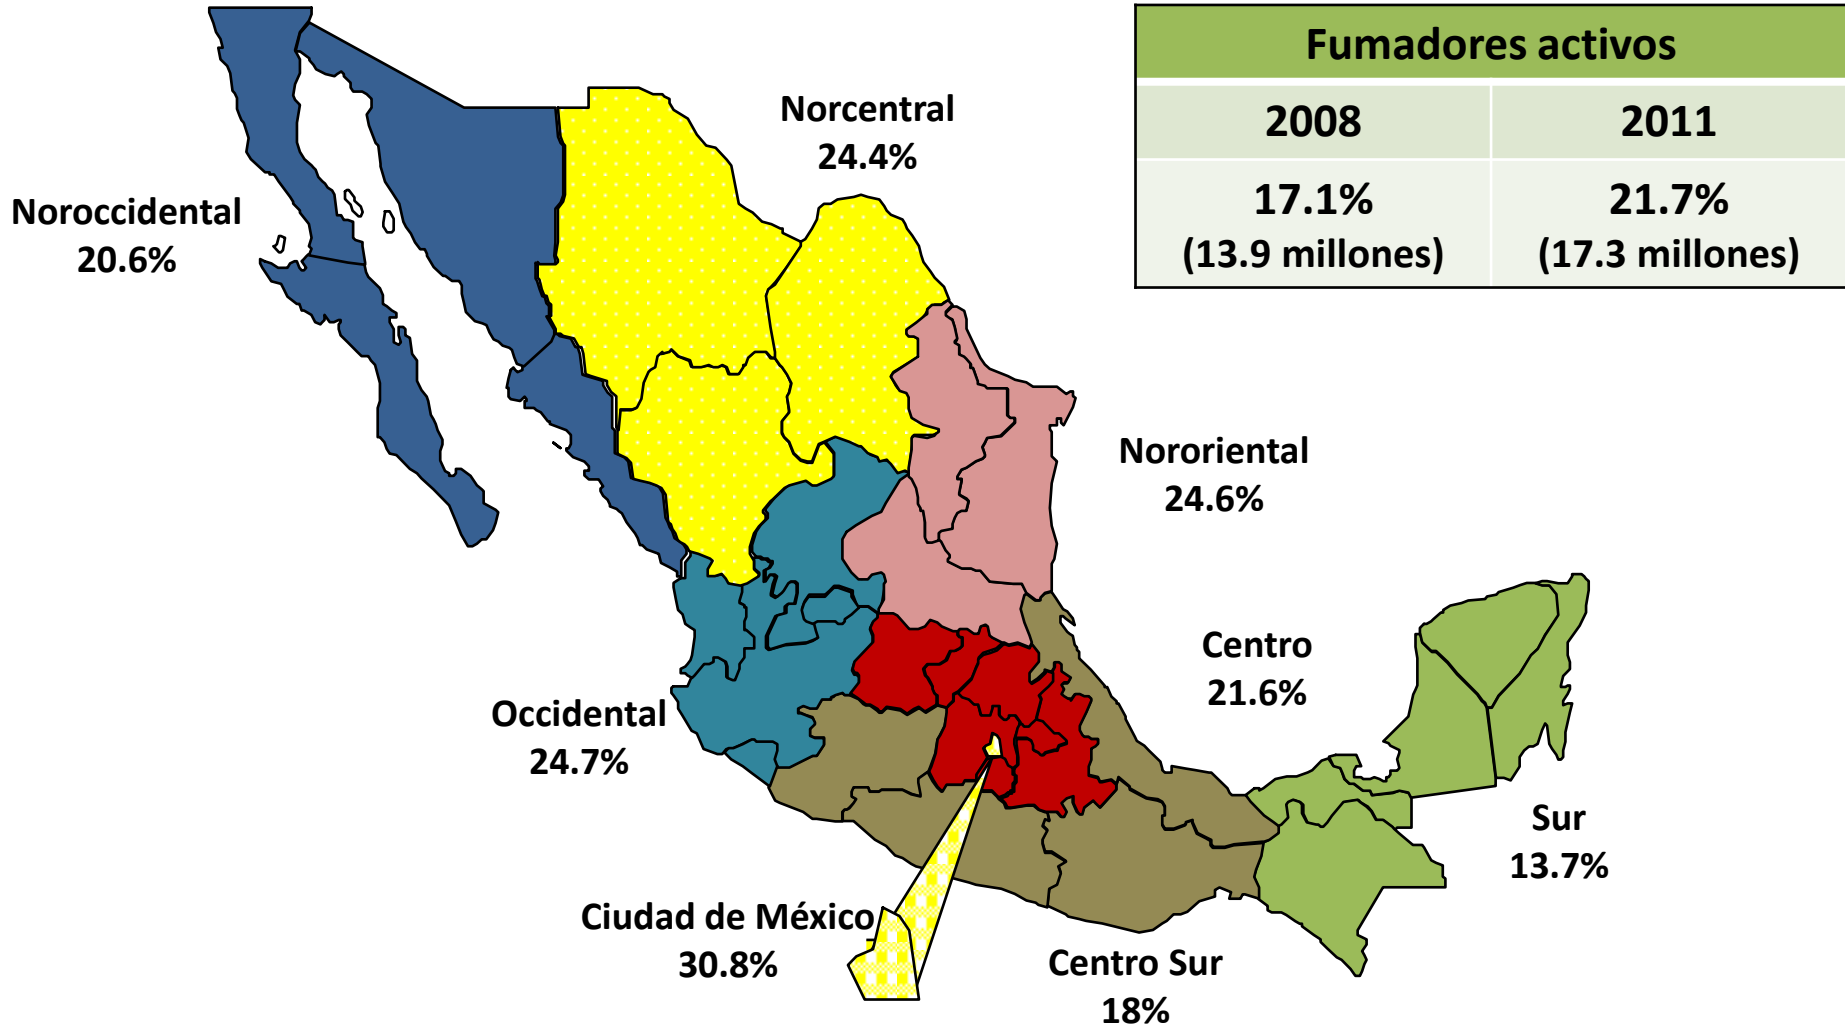 Fumadores activos
2008 2011
17.1% 21.7%
(13.9 millones) (17.3 millones)
Norcentral
24.4%
Noroccidental
20.6%
Nororiental
24.6%
Centro
21.6%
Occidental
24.7%
Sur
13.7%
Ciudad de México
30.8%
Centro Sur
18%